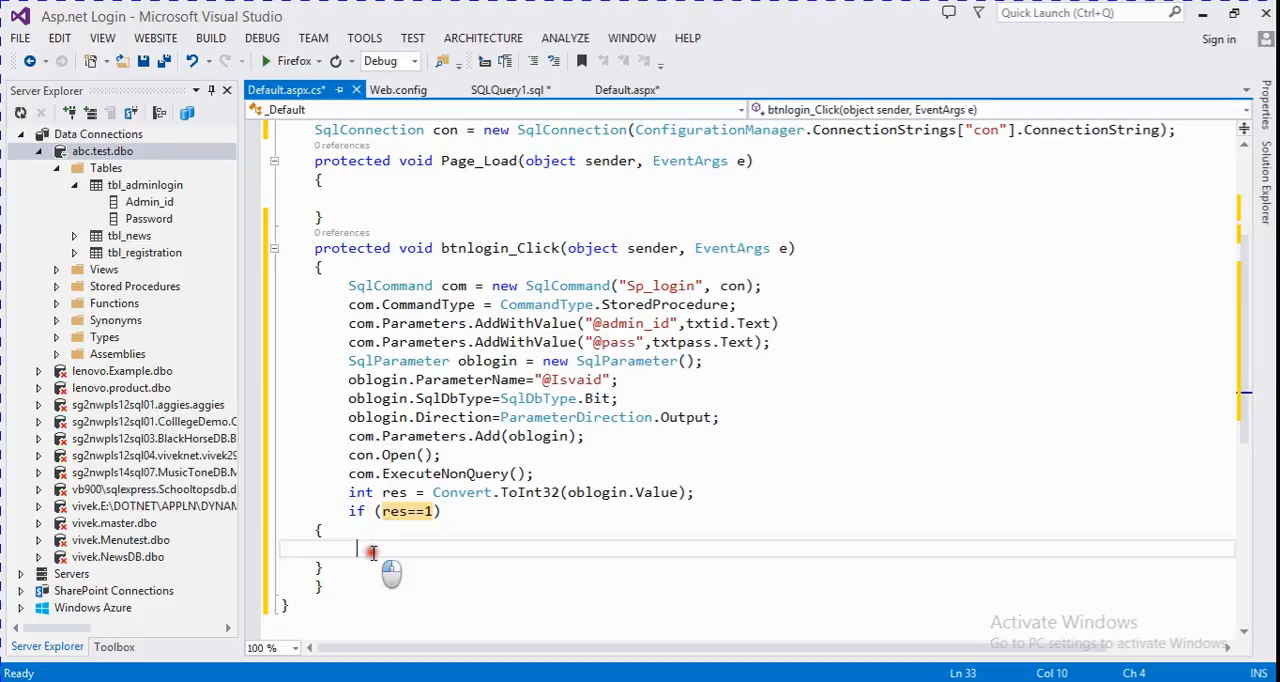 Asp.net Login - Microsoft Visual Studio
Quick Launch (Ctrl+Q)
FILE EDIT VIEW WEBSITE BUILD DEBUG TEAM TOOLS TEST ARCHITECTURE ANALYZE WINDOW HELP
Sign in
Firefox Debug
Server Explorer
Default.aspx.cs* Web.config SQLQuery1.sql * Default.aspx*
_Default btnlogin_Click(object sender, EventArgs e)
Data Connections
abc.test.dbo
Tables
tbl_adminlogin
Admin_id
Password
tbl_news
tbl_registration
Views
Stored Procedures
Functions
Synonyms
Types
Assemblies
lenovo.Example.dbo
lenovo.product.dbo
sg2nwpls12sql01.aggies.aggies
sg2nwpls12sql01.ColllegeDemo.C
sg2nwpls12sql03.BlackHorseDB.B
sg2nwpls12sql04.viveknet.vivek29
sg2nwpls14sql07.MusicToneDB.M
vb900\sqlexpress.Schooltopsdb.d
vivek.E:\DOTNET\APPLN\DYNAM
vivek.master.dbo
vivek.Menutest.dbo
vivek.NewsDB.dbo
Servers
SharePoint Connections
Windows Azure
Server Explorer Toolbox
SqlConnection con = new SqlConnection(ConfigurationManager.ConnectionStrings["con"].ConnectionString);
0 references
protected void Page_Load(object sender, EventArgs e)
{
}
0 references
protected void btnlogin_Click(object sender, EventArgs e)
{
SqlCommand com = new SqlCommand("Sp_login", con);
com.CommandType = CommandType.StoredProcedure;
com.Parameters.AddWithValue("@admin_id",txtid.Text)
com.Parameters.AddWithValue("@pass",txtpass.Text);
SqlParameter oblogin = new SqlParameter();
oblogin.ParameterName="@Isvaid";
oblogin.SqlDbType=SqlDbType.Bit;
oblogin.Direction=ParameterDirection.Output;
com.Parameters.Add(oblogin);
con.Open();
com.ExecuteNonQuery();
int res = Convert.ToInt32(oblogin.Value);
if (res==1)
{
}
}
}
Properties
Solution Explorer
Activate Windows
Go to PC settings to activate Windows.
100 %
Ready Ln 33 Col 10 Ch 4 INS